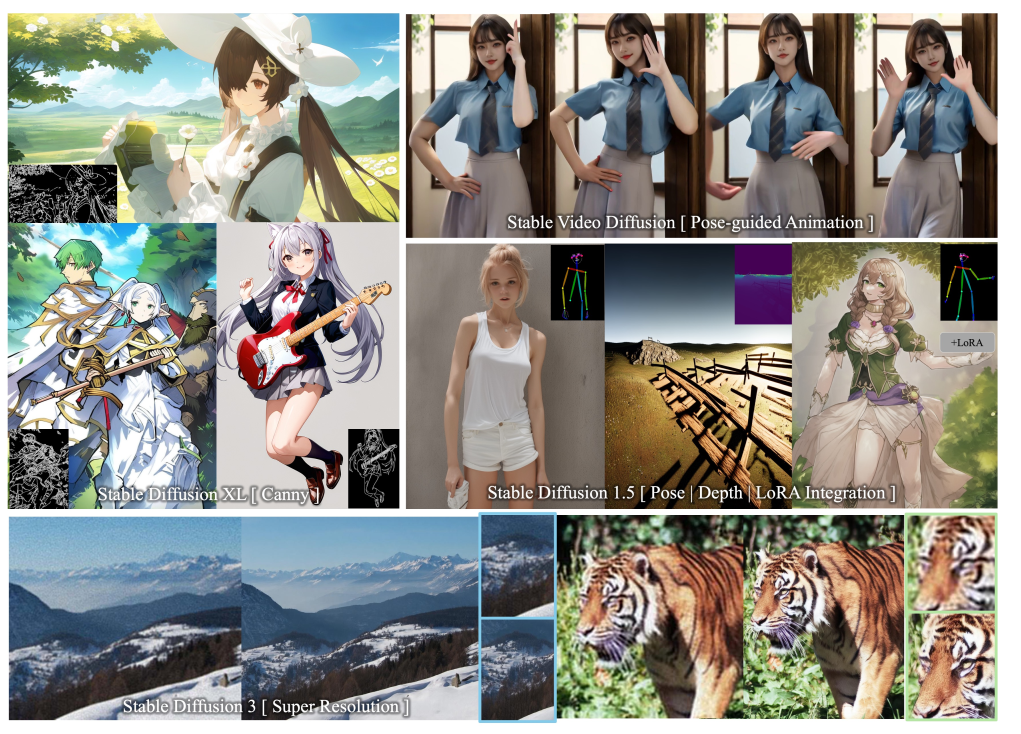 Stable Video Diffusion [ Pose-guided Animation ]
+LoRA
Stable Diffusion XL [ Canny ]
Stable Diffusion 1.5 [ Pose | Depth | LoRA Integration ]
Stable Diffusion 3 [ Super Resolution ]